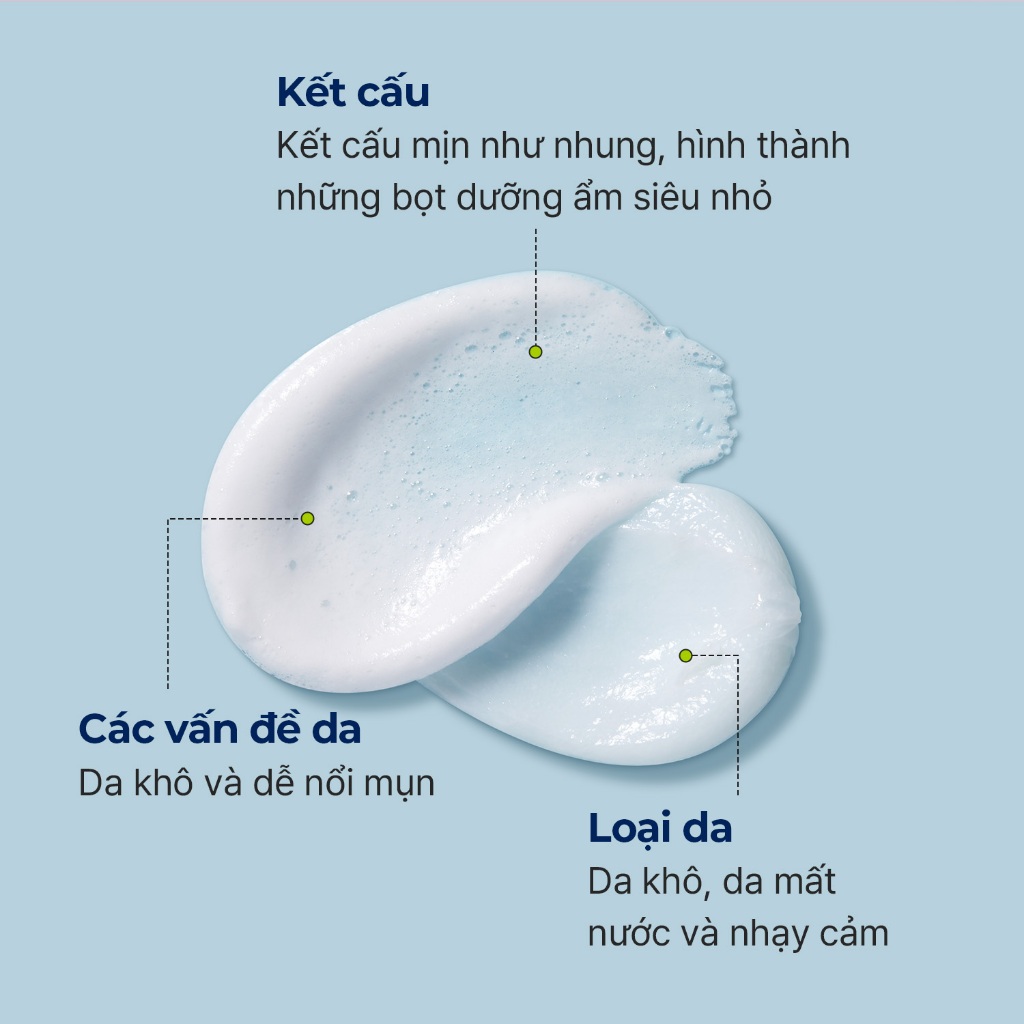 Kết cấu
Kết cấu mịn như nhung, hình thành
những bọt dưỡng ẩm siêu nhỏ
Các vấn đề da
Da khô và dễ nổi mụn
Loại da
Da khô, da mất
nước và nhạy cảm